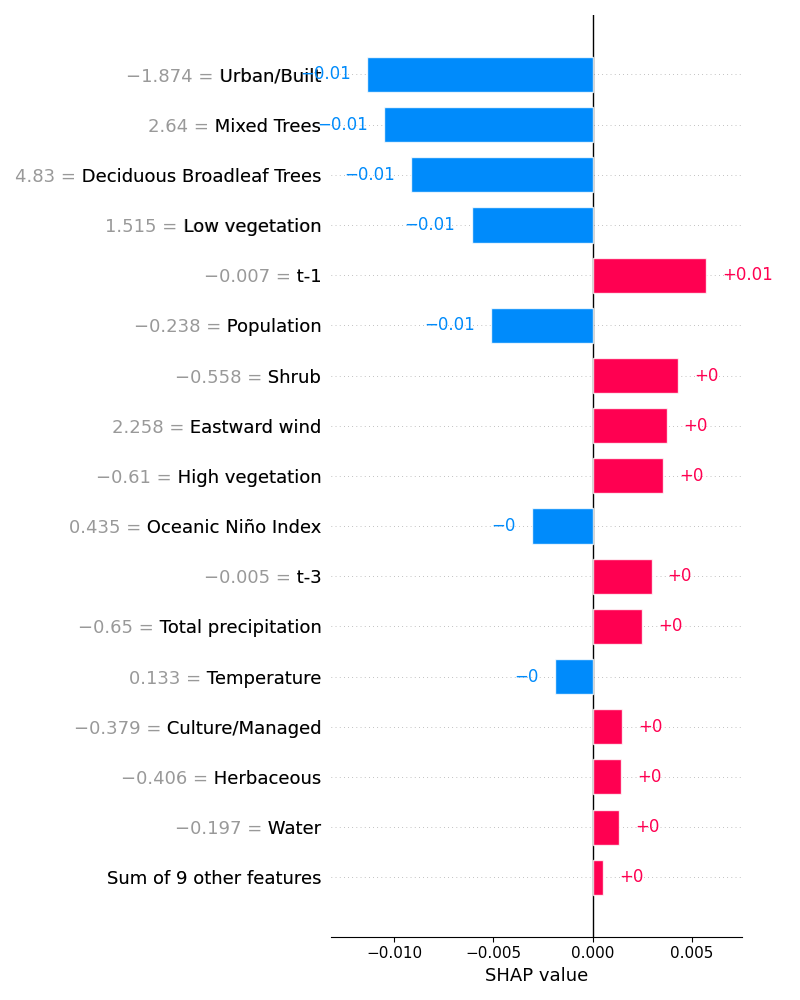 −1.874 = Urban/Built −0.01
2.64 = Mixed Trees −0.01
4.83 = Deciduous Broadleaf Trees −0.01
1.515 = Low vegetation −0.01
−0.007 = t-1 +0.01
−0.238 = Population −0.01
−0.558 = Shrub +0
2.258 = Eastward wind +0
−0.61 = High vegetation +0
0.435 = Oceanic Niño Index −0
−0.005 = t-3 +0
−0.65 = Total precipitation +0
0.133 = Temperature −0
−0.379 = Culture/Managed +0
−0.406 = Herbaceous +0
−0.197 = Water +0
Sum of 9 other features +0
−0.010 −0.005 0.000 0.005
SHAP value